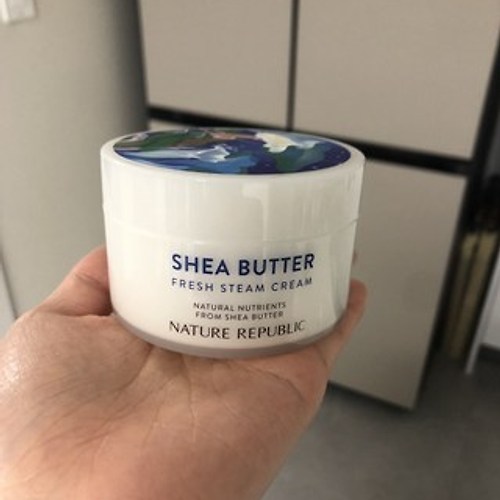 SHEA BUTTER
FRESH STEAM CREAM
NATURAL NUTRIENTS
FROM SHEA BUTTER
NATURE REPUBLIC